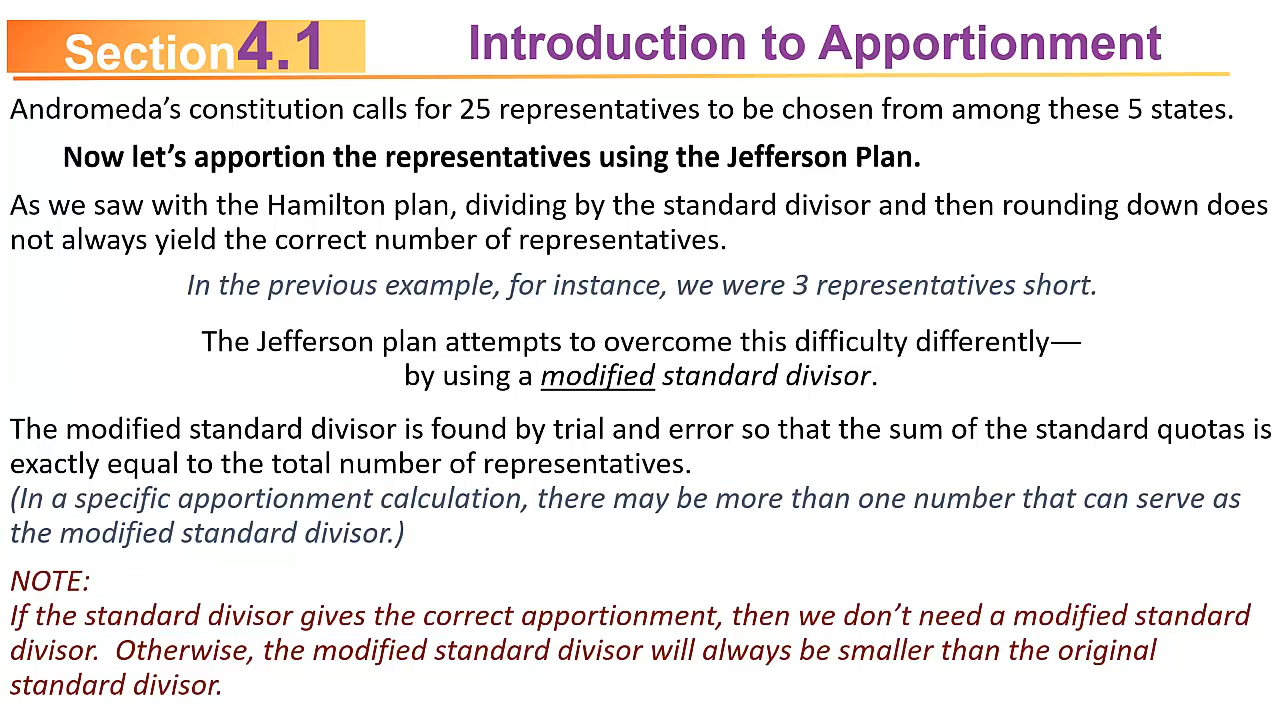 Section4.1
Introduction to Apportionment
Andromeda’s constitution calls for 25 representatives to be chosen from among these 5 states.
Now let’s apportion the representatives using the Jefferson Plan.
As we saw with the Hamilton plan, dividing by the standard divisor and then rounding down does
not always yield the correct number of representatives.
In the previous example, for instance, we were 3 representatives short.
The Jefferson plan attempts to overcome this difficulty differently—
by using a modified standard divisor.
The modified standard divisor is found by trial and error so that the sum of the standard quotas is
exactly equal to the total number of representatives.
(In a specific apportionment calculation, there may be more than one number that can serve as
the modified standard divisor.)
NOTE:
If the standard divisor gives the correct apportionment, then we don’t need a modified standard
divisor.  Otherwise, the modified standard divisor will always be smaller than the original
standard divisor.